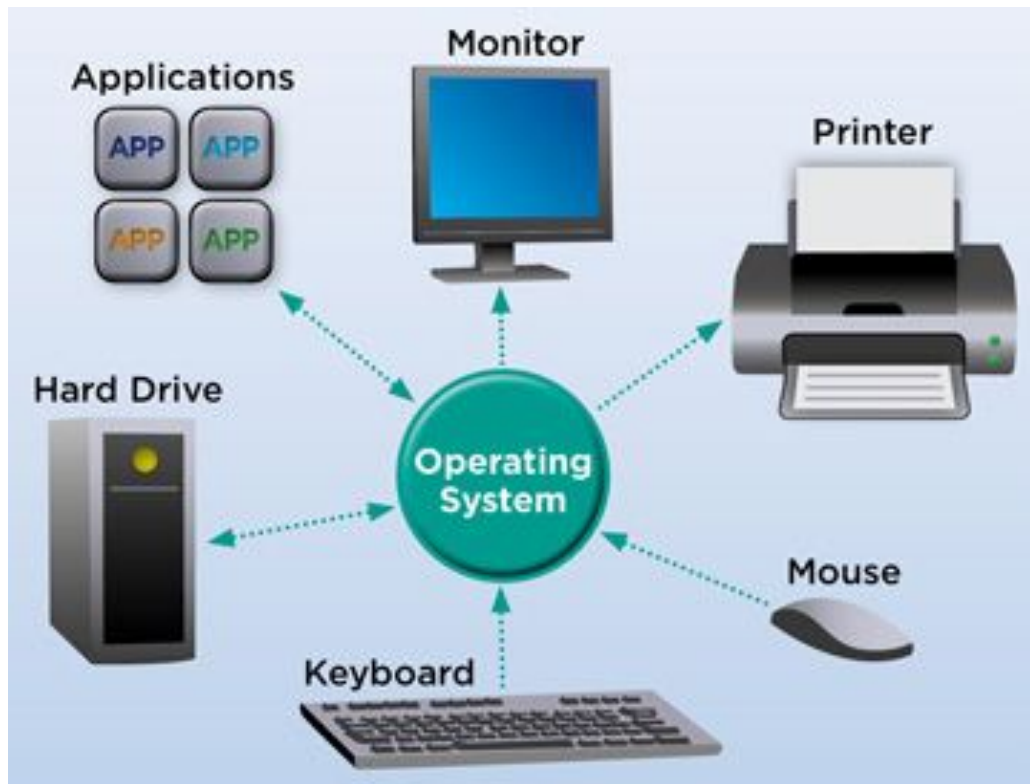 Monitor
Applications
Printer
APP APP
APP APP
Hard Drive
Operating
System
Mouse
Keyboard